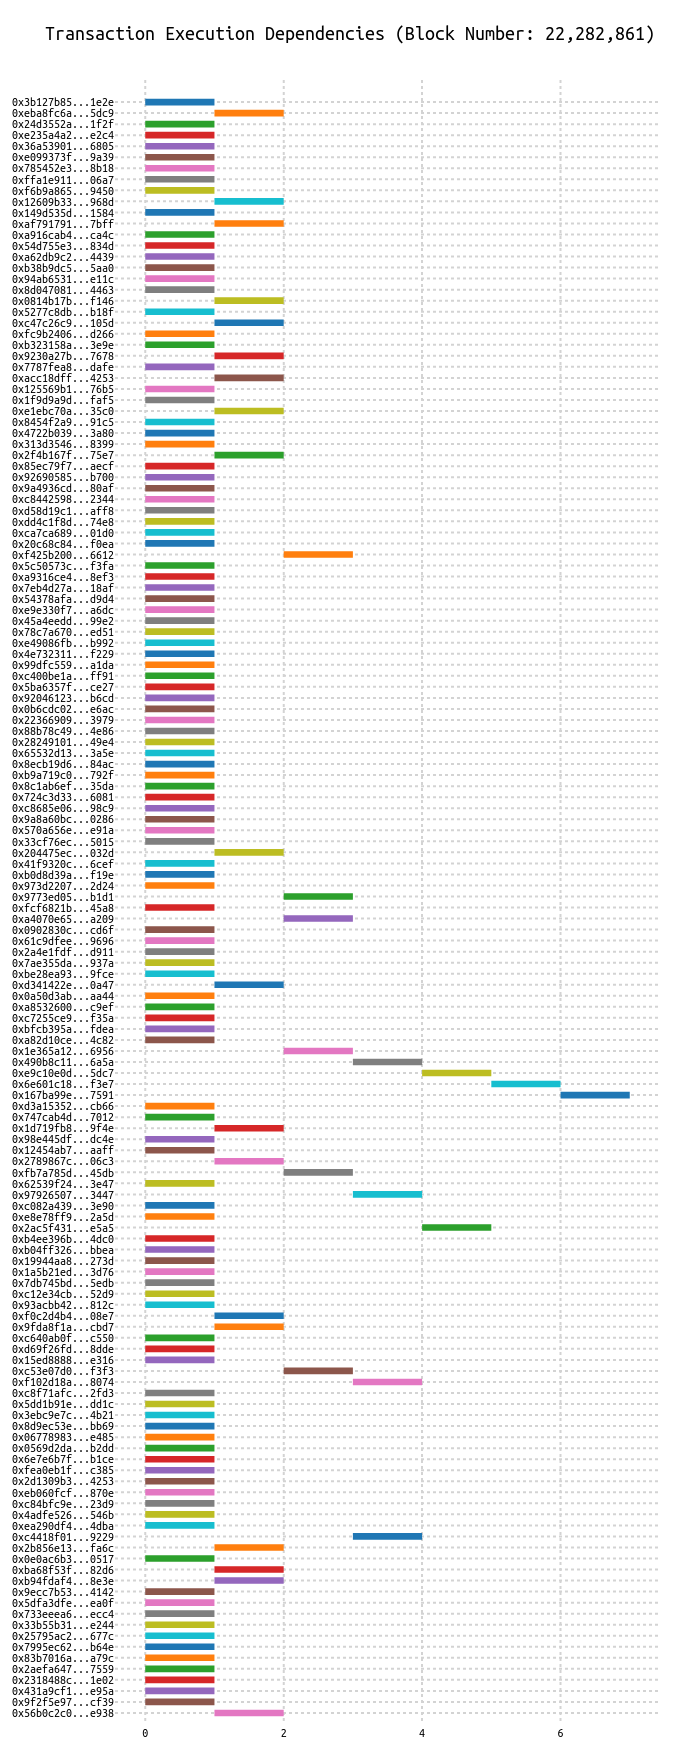 Transaction Execution Dependencies (Block Number: 22,282,861)
0x3b127b85...1e2e
0xeba8fc6a...5dc9
0x24d3552a...1f2f
0xe235a4a2...e2c4
0x36a53901...6805
0xe099373f...9a39
0x785452e3...8b18
0xffa1e911...06a7
0xf6b9a865...9450
0x12609b33...968d
0x149d535d...1584
0xaf791791...7bff
0xa916cab4...ca4c
0x54d755e3...834d
0xa62db9c2...4439
0xb38b9dc5...5aa0
0x94ab6531...e11c
0x8d047081...4463
0x0814b17b...f146
0x5277c8db...b18f
0xc47c26c9...105d
0xfc9b2406...d266
0xb323158a...3e9e
0x9230a27b...7678
0x7787fea8...dafe
0xacc18dff...4253
0x125569b1...76b5
0x1f9d9a9d...faf5
0xe1ebc70a...35c0
0x8454f2a9...91c5
0x4722b039...3a80
0x313d3546...8399
0x2f4b167f...75e7
0x85ec79f7...aecf
0x92690585...b700
0x9a4936cd...80af
0xc8442598...2344
0xd58d19c1...aff8
0xdd4c1f8d...74e8
0xca7ca689...01d0
0x20c68c84...f0ea
0xf425b200...6612
0x5c50573c...f3fa
0xa9316ce4...8ef3
0x7eb4d27a...18af
0x54378afa...d9d4
0xe9e330f7...a6dc
0x45a4eedd...99e2
0x78c7a670...ed51
0xe49086fb...b992
0x4e732311...f229
0x99dfc559...a1da
0xc400be1a...ff91
0x5ba6357f...ce27
0x92046123...b6cd
0x0b6cdc02...e6ac
0x22366909...3979
0x88b78c49...4e86
0x28249101...49e4
0x65532d13...3a5e
0x8ecb19d6...84ac
0xb9a719c0...792f
0x8c1ab6ef...35da
0x724c3d33...6081
0xc8685e06...98c9
0x9a8a60bc...0286
0x570a656e...e91a
0x33cf76ec...5015
0x204475ec...032d
0x41f9320c...6cef
0xb0d8d39a...f19e
0x973d2207...2d24
0x9773ed05...b1d1
0xfcf6821b...45a8
0xa4070e65...a209
0x0902830c...cd6f
0x61c9dfee...9696
0x2a4e1fdf...d911
0x7ae355da...937a
0xbe28ea93...9fce
0xd341422e...0a47
0x0a50d3ab...aa44
0xa8532600...c9ef
0xc7255ce9...f35a
0xbfcb395a...fdea
0xa82d10ce...4c82
0x1e365a12...6956
0x490b8c11...6a5a
0xe9c10e0d...5dc7
0x6e601c18...f3e7
0x167ba99e...7591
0xd3a15352...cb66
0x747cab4d...7012
0x1d719fb8...9f4e
0x98e445df...dc4e
0x12454ab7...aaff
0x2789867c...06c3
0xfb7a785d...45db
0x62539f24...3e47
0x97926507...3447
0xc082a439...3e90
0xe8e78ff9...2a5d
0x2ac5f431...e5a5
0xb4ee396b...4dc0
0xb04ff326...bbea
0x19944aa8...273d
0x1a5b21ed...3d76
0x7db745bd...5edb
0xc12e34cb...52d9
0x93acbb42...812c
0xf0c2d4b4...08e7
0x9fda8f1a...cbd7
0xc640ab0f...c550
0xd69f26fd...8dde
0x15ed8888...e316
0xc53e07d0...f3f3
0xf102d18a...8074
0xc8f71afc...2fd3
0x5dd1b91e...dd1c
0x3ebc9e7c...4b21
0x8d9ec53e...bb69
0x06778983...e485
0x0569d2da...b2dd
0x6e7e6b7f...b1ce
0xfea0eb1f...c385
0x2d1309b3...4253
0xeb060fcf...870e
0xc84bfc9e...23d9
0x4adfe526...546b
0xea290df4...4dba
0xc4418f01...9229
0x2b856e13...fa6c
0x0e0ac6b3...0517
0xba68f53f...82d6
0xb94fdaf4...8e3e
0x9ecc7b53...4142
0x5dfa3dfe...ea0f
0x733eeea6...ecc4
0x33b55b31...e244
0x25795ac2...677c
0x7995ec62...b64e
0x83b7016a...a79c
0x2aefa647...7559
0x2318488c...1e02
0x431a9cf1...e95a
0x9f2f5e97...cf39
0x56b0c2c0...e938
0 2 4 6